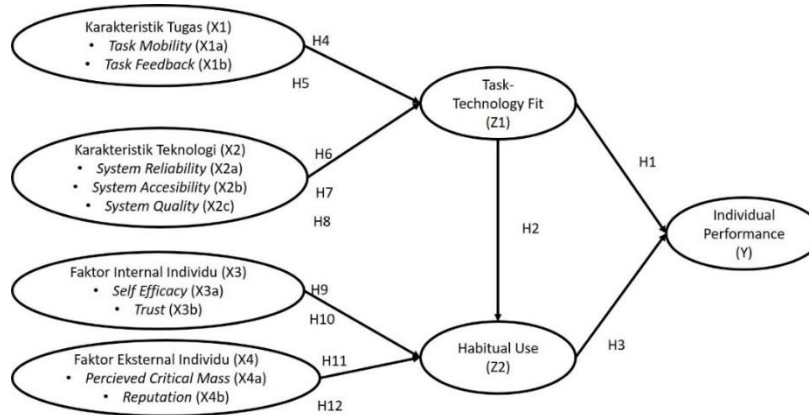 Karakteristik Tugas (X1)
• Task Mobility (X1a)
• Task Feedback (X1b)
H4
H5
Task-
Technology Fit
(Z1)
Karakteristik Teknologi (X2)
• System Reliability (X2a)
• System Accesibility (X2b)
• System Quality (X2c)
H6
H7
H8
H1
H2
Individual
Performance
(Y)
Faktor Internal Individu (X3)
• Self Efficacy (X3a)
• Trust (X3b)
H9
H10
Faktor Eksternal Individu (X4)
• Percieved Critical Mass (X4a)
• Reputation (X4b)
H11
H12
Habitual Use
(Z2)
H3